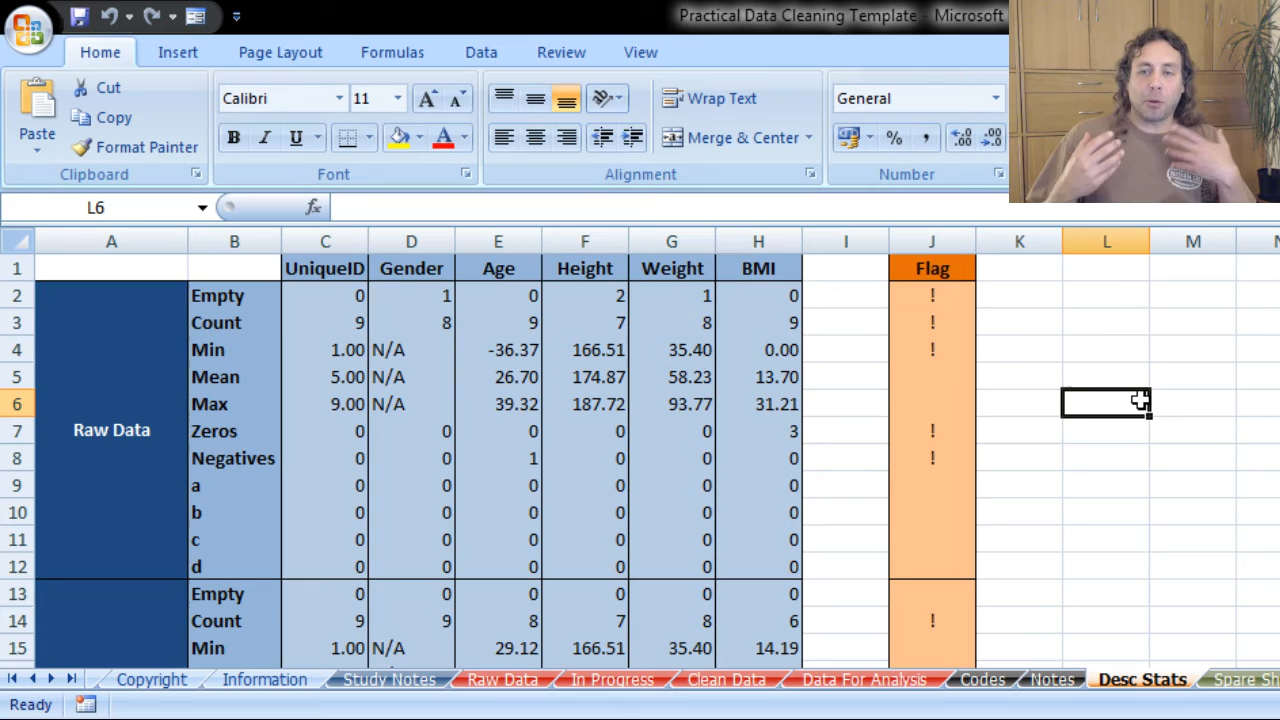 Practical Data Cleaning Template - Microsoft
Home Insert Page Layout Formulas Data Review View
Cut
Copy
Format Painter
Paste
Clipboard
Calibri 11
A A
B I U A
Font
Wrap Text
Merge & Center
Alignment
General
% ,
Number
L6 fx
A B C D E F G H I J K L M
1 UniqueID Gender Age Height Weight BMI Flag
2 Empty 0 1 0 2 1 0 !
3 Count 9 8 9 7 8 9 !
4 Min 1.00 N/A -36.37 166.51 35.40 0.00 !
5 Mean 5.00 N/A 26.70 174.87 58.23 13.70
6 Max 9.00 N/A 39.32 187.72 93.77 31.21
7 Raw Data Zeros 0 0 0 0 0 3 !
8 Negatives 0 0 1 0 0 0 !
9 a 0 0 0 0 0 0
10 b 0 0 0 0 0 0
11 c 0 0 0 0 0 0
12 d 0 0 0 0 0 0
13 Empty 0 0 0 0 0 0
14 Count 9 9 8 7 8 6 !
15 Min 1.00 N/A 29.12 166.51 35.40 14.19
Copyright Information Study Notes Raw Data In Progress Clean Data Data For Analysis Codes Notes Desc Stats Spare Sh
Ready